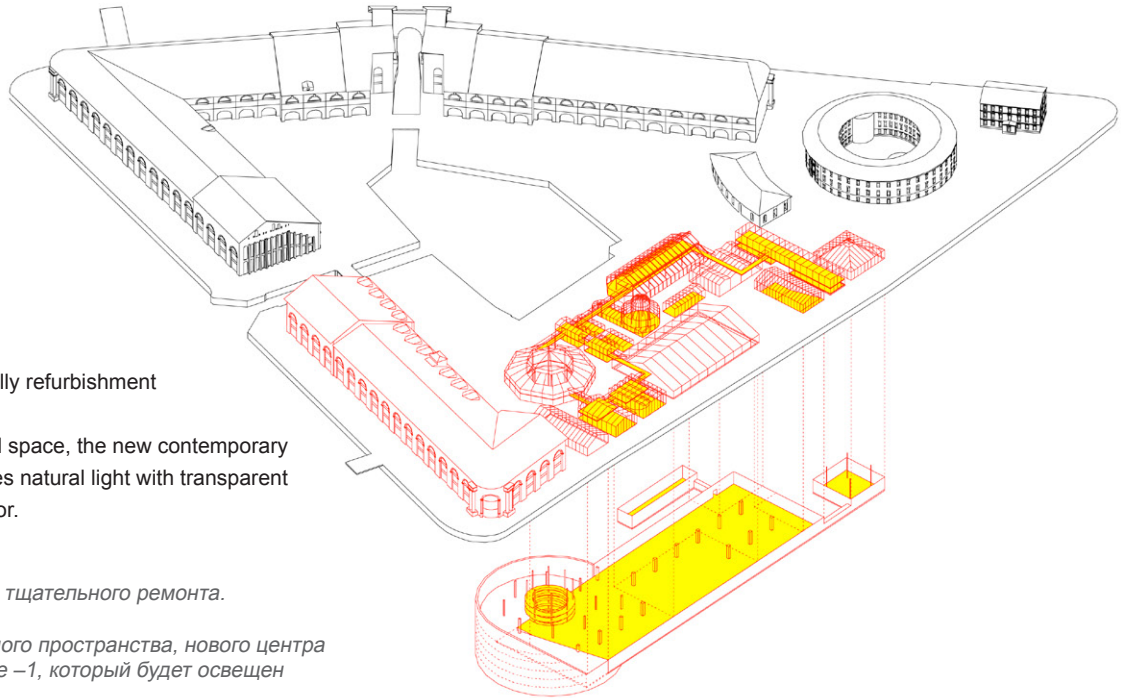 lly refurbishment
l space, the new contemporary
es natural light with transparent
or.
тщательного ремонта.
ного пространства, нового центра
е –1, который будет освещен